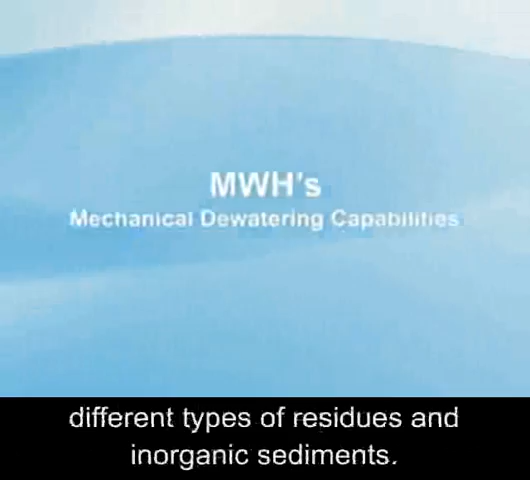 MWH's
Mechanical Dewatering Capabilities
different types of residues and
inorganic sediments.